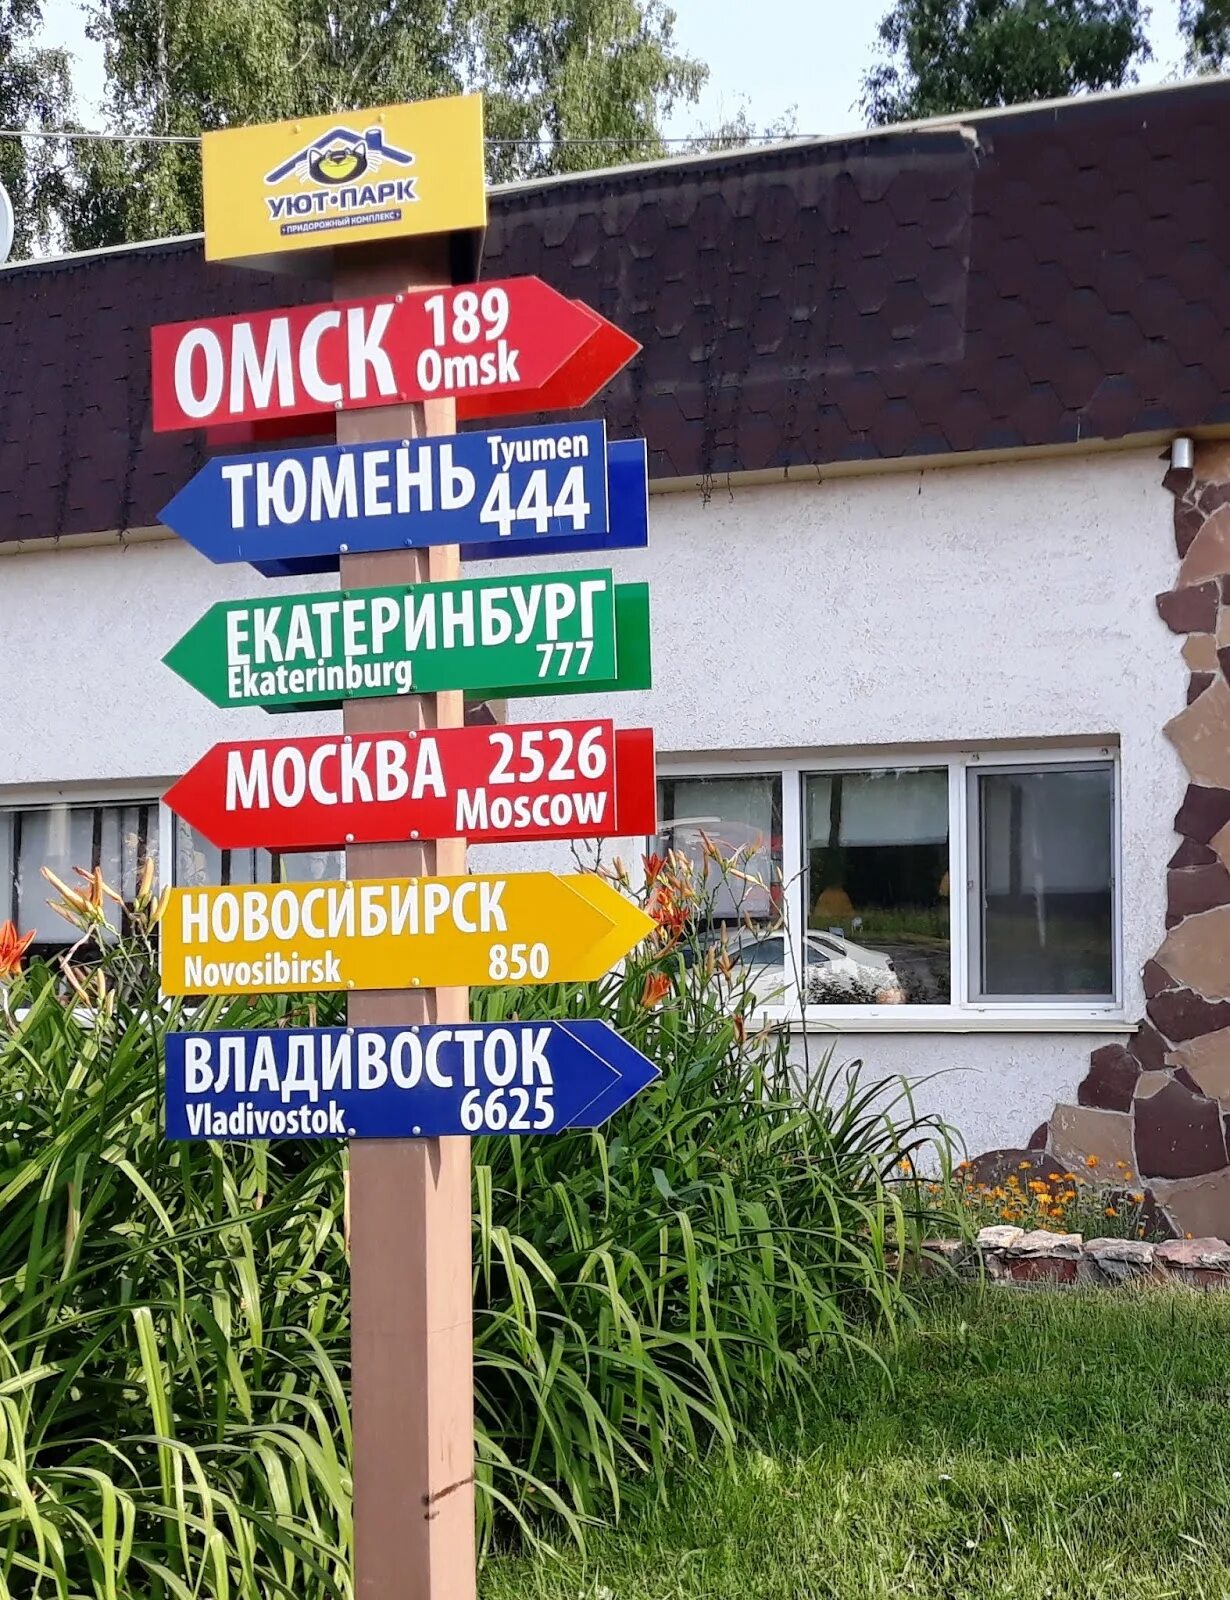 УЮТ•ПАРК
•ПРИДОРОЖНЫЙ КОМПЛЕКС•
ОМСК 189
Omsk
ТЮМЕНЬ Tyumen
444
ЕКАТЕРИНБУРГ
Ekaterinburg 777
МОСКВА 2526
Moscow
НОВОСИБИРСК
Novosibirsk 850
ВЛАДИВОСТОК
Vladivostok 6625